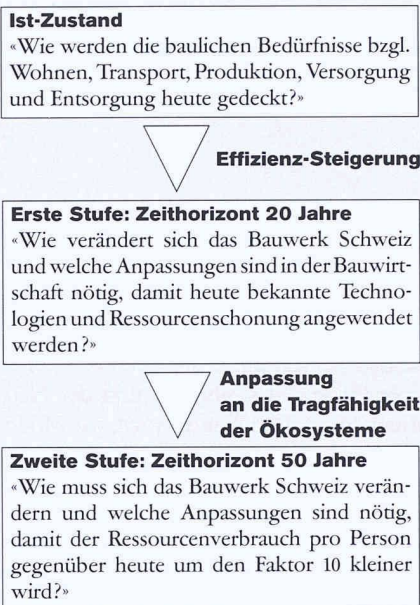 Ist-Zustand
«Wie werden die baulichen Bedürfnisse bzgl.
Wohnen, Transport, Produktion, Versorgung
und Entsorgung heute gedeckt?»
Effizienz-Steigerung
Erste Stufe: Zeithorizont 20 Jahre
«Wie verändert sich das Bauwerk Schweiz
und welche Anpassungen sind in der Bauwirt-
schaft nötig, damit heute bekannte Techno-
logien und Ressourcenschonung angewendet
werden?»
Anpassung
an die Tragfähigkeit
der Ökosysteme
Zweite Stufe: Zeithorizont 50 Jahre
«Wie muss sich das Bauwerk Schweiz verän-
dern und welche Anpassungen sind nötig,
damit der Ressourcenverbrauch pro Person
gegenüber heute um den Faktor 10 kleiner
wird?»